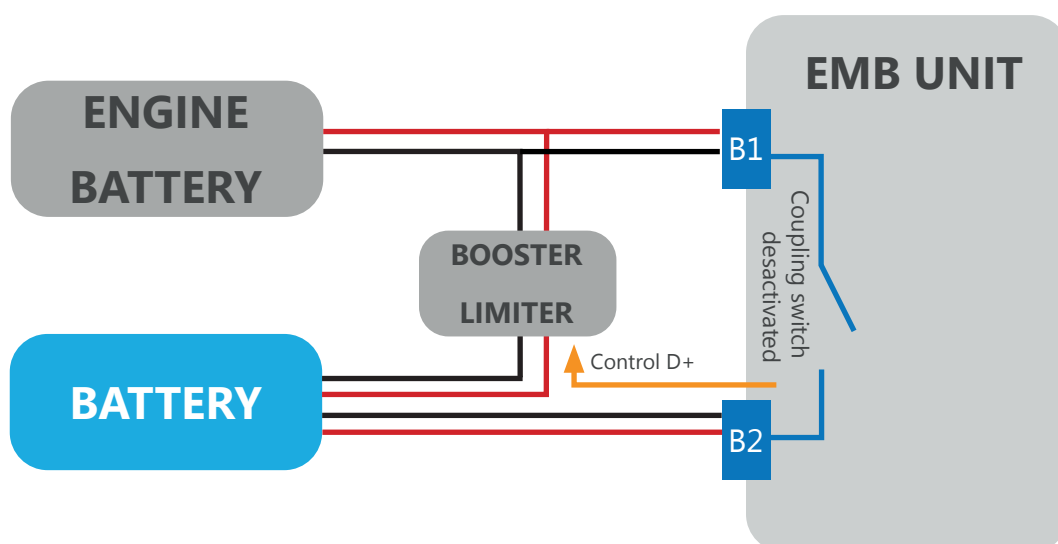 EMB UNIT
ENGINE
BATTERY
B1
Coupling switch
desactivated
BOOSTER
LIMITER
Control D+
BATTERY
B2